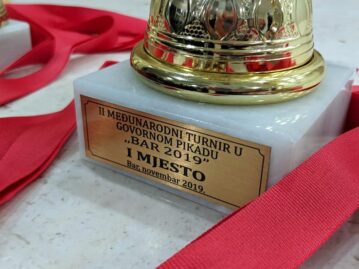 II MEĐUNARODNI TURNIR U
GOVORNOM PIKADU
„BAR 2019”
I MJESTO
Bar, novembar 2019.